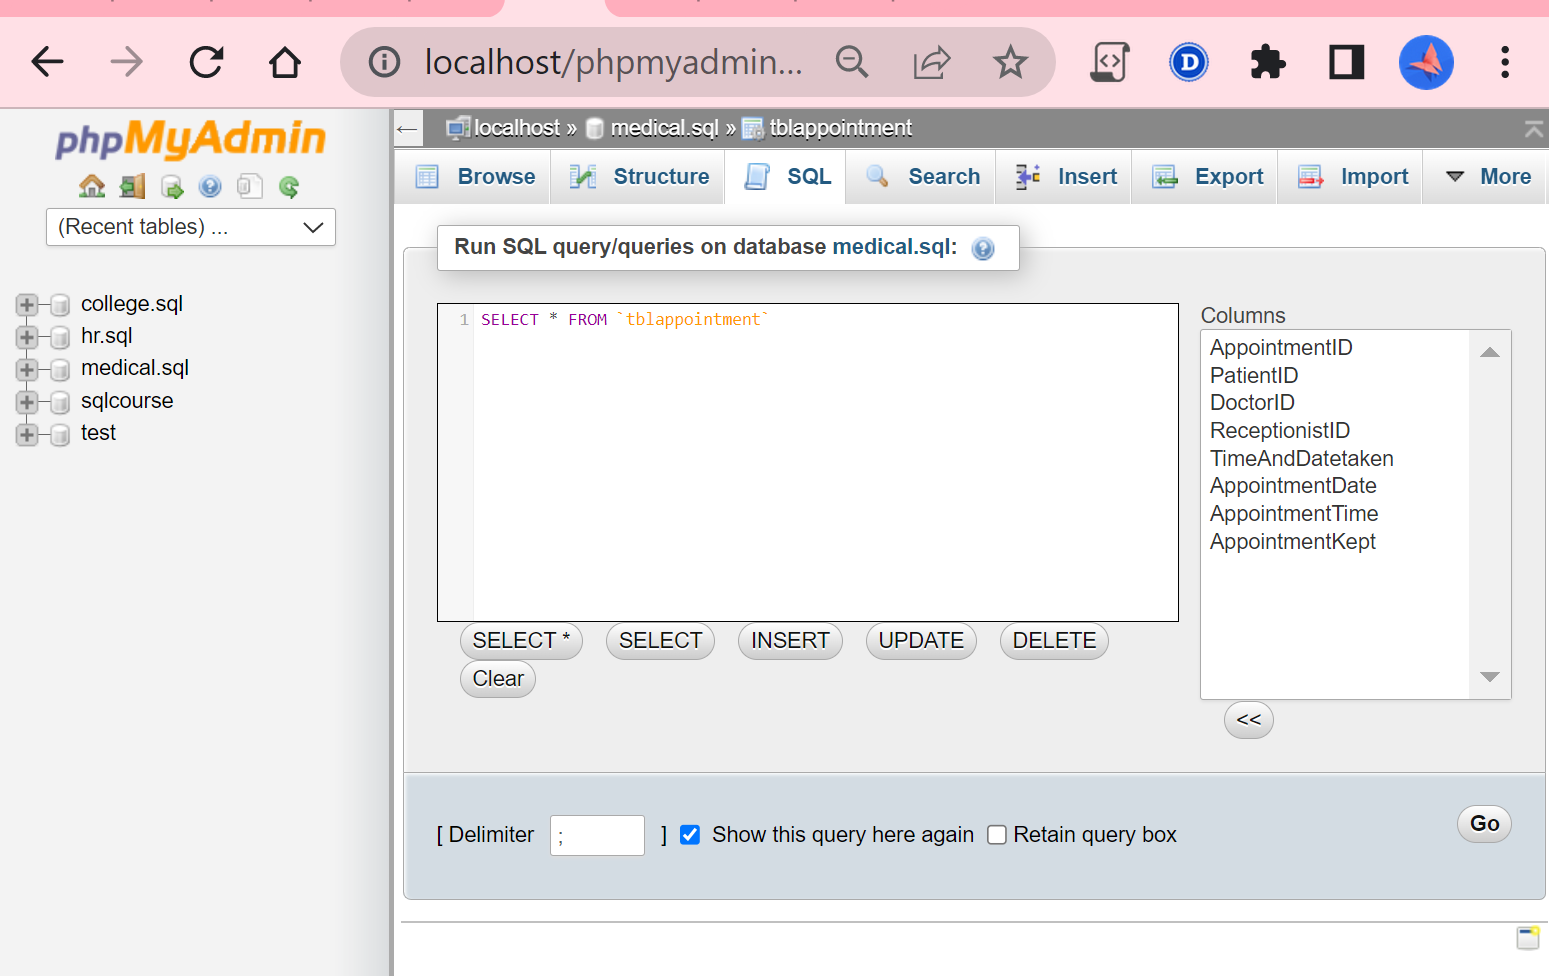 localhost/phpmyadmin...
phpMyAdmin
localhost » medical.sql » tblappointment
Browse Structure SQL Search Insert Export Import More
(Recent tables) ...
college.sql
hr.sql
medical.sql
sqlcourse
test
Run SQL query/queries on database medical.sql:
1 SELECT * FROM `tblappointment`
Columns
AppointmentID
PatientID
DoctorID
ReceptionistID
TimeAndDatetaken
AppointmentDate
AppointmentTime
AppointmentKept
SELECT * SELECT INSERT UPDATE DELETE
Clear
<<
[ Delimiter ; ] Show this query here again Retain query box
Go